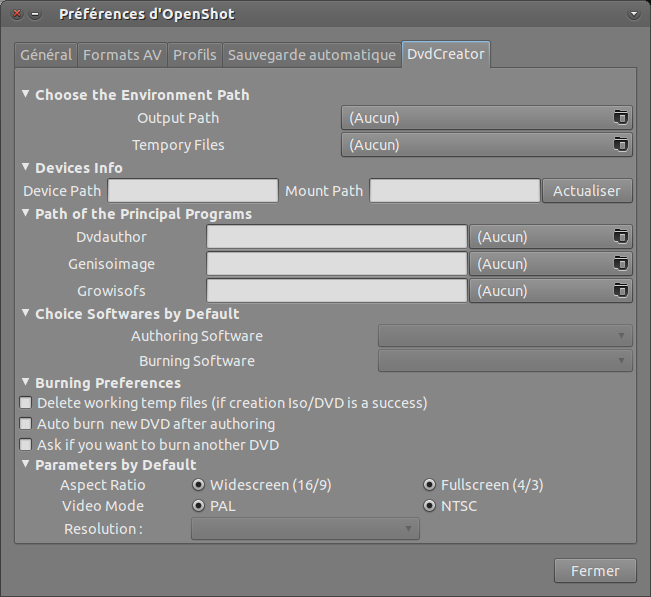 Préférences d'OpenShot
Général Formats AV Profils Sauvegarde automatique DvdCreator
Choose the Environment Path
Output Path (Aucun)
Tempory Files (Aucun)
Devices Info
Device Path Mount Path Actualiser
Path of the Principal Programs
Dvdauthor (Aucun)
Genisoimage (Aucun)
Growisofs (Aucun)
Choice Softwares by Default
Authoring Software
Burning Software
Burning Preferences
Delete working temp files (if creation Iso/DVD is a success)
Auto burn new DVD after authoring
Ask if you want to burn another DVD
Parameters by Default
Aspect Ratio Widescreen (16/9) Fullscreen (4/3)
Video Mode PAL NTSC
Resolution :
Fermer